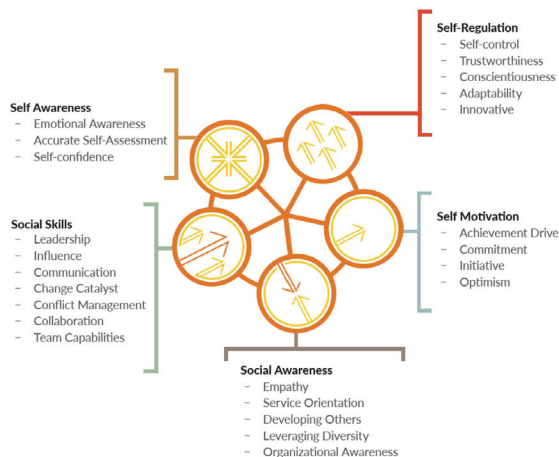 Self-Regulation
– Self-control
– Trustworthiness
– Conscientiousness
– Adaptability
– Innovative
Self Awareness
– Emotional Awareness
– Accurate Self-Assessment
– Self-confidence
Social Skills
– Leadership
– Influence
– Communication
– Change Catalyst
– Conflict Management
– Collaboration
– Team Capabilities
Self Motivation
– Achievement Drive
– Commitment
– Initiative
– Optimism
Social Awareness
– Empathy
– Service Orientation
– Developing Others
– Leveraging Diversity
– Organizational Awareness